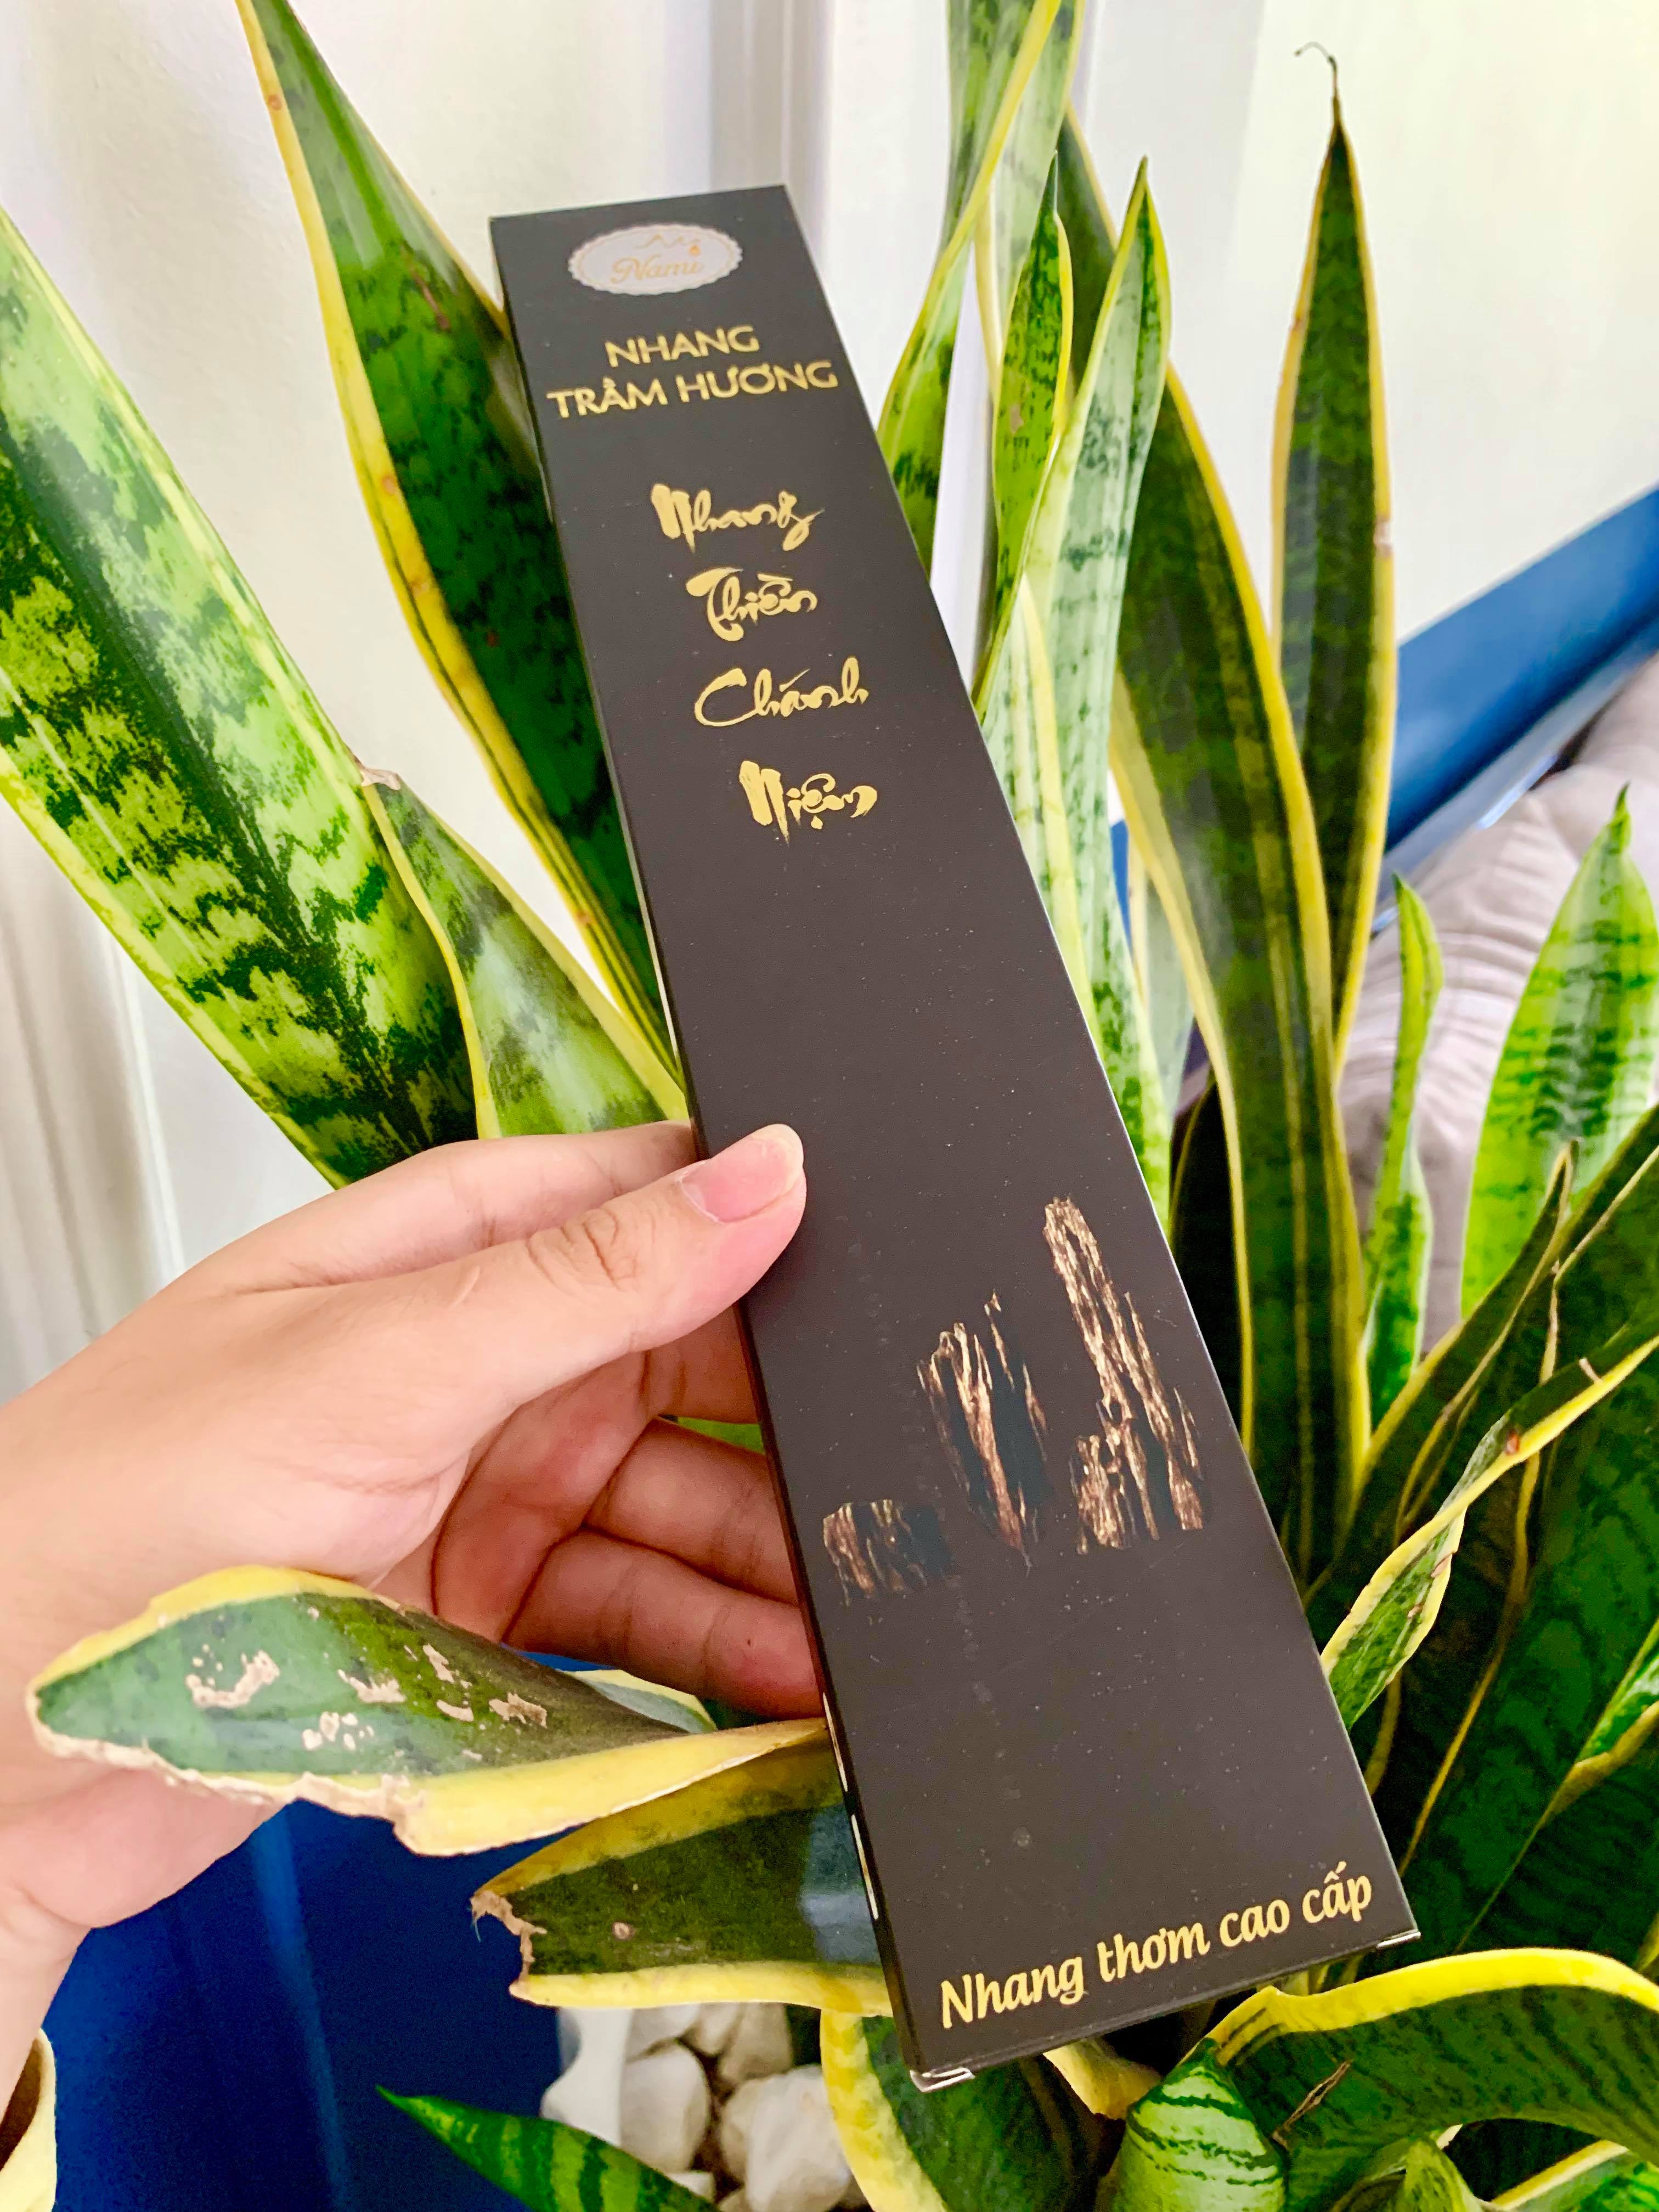 Nami
NHANG
TRẦM HƯƠNG
Nhang
Thiền
Chánh
Niệm
Nhang thơm cao cấp